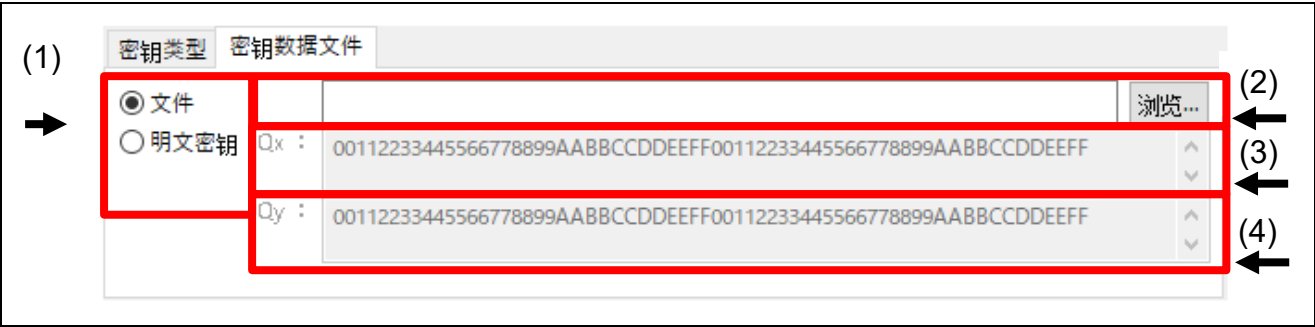 (1)
密钥类型 密钥数据文件
文件 浏览... (2)
明文密钥
Qx : 00112233445566778899AABBCCDDEEFF00112233445566778899AABBCCDDEEFF (3)
Qy : 00112233445566778899AABBCCDDEEFF00112233445566778899AABBCCDDEEFF (4)